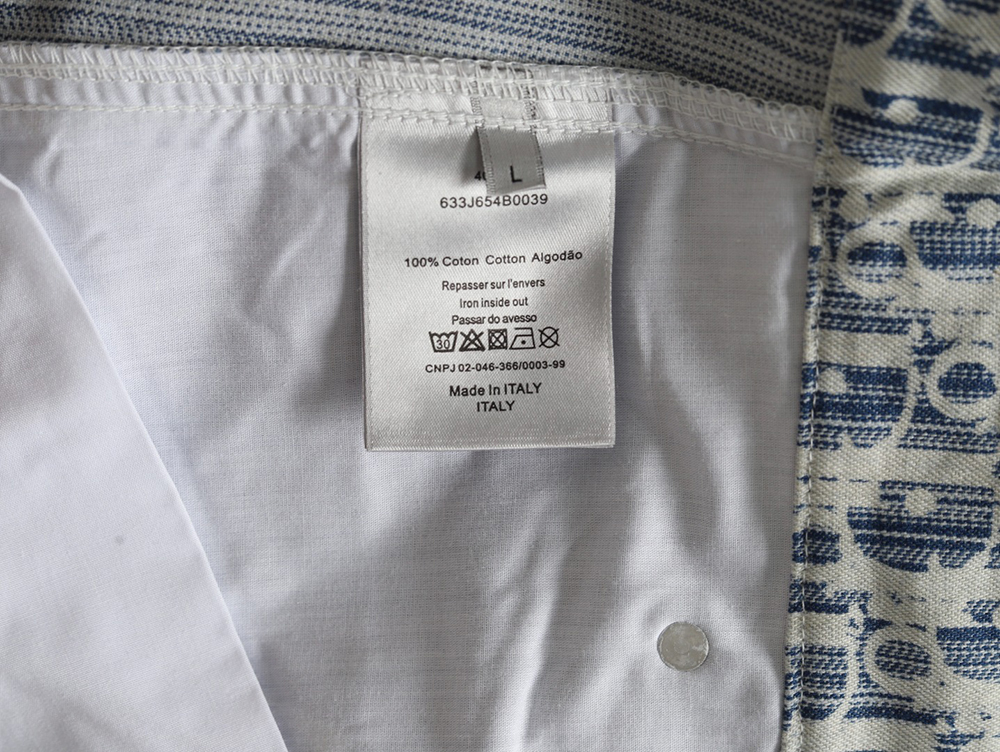 L
633J654B0039
100% Coton Cotton Algodão
Repasser sur l'envers
Iron inside out
Passar do avesso
30
CNPJ 02-046-366/0003-99
Made In ITALY
ITALY